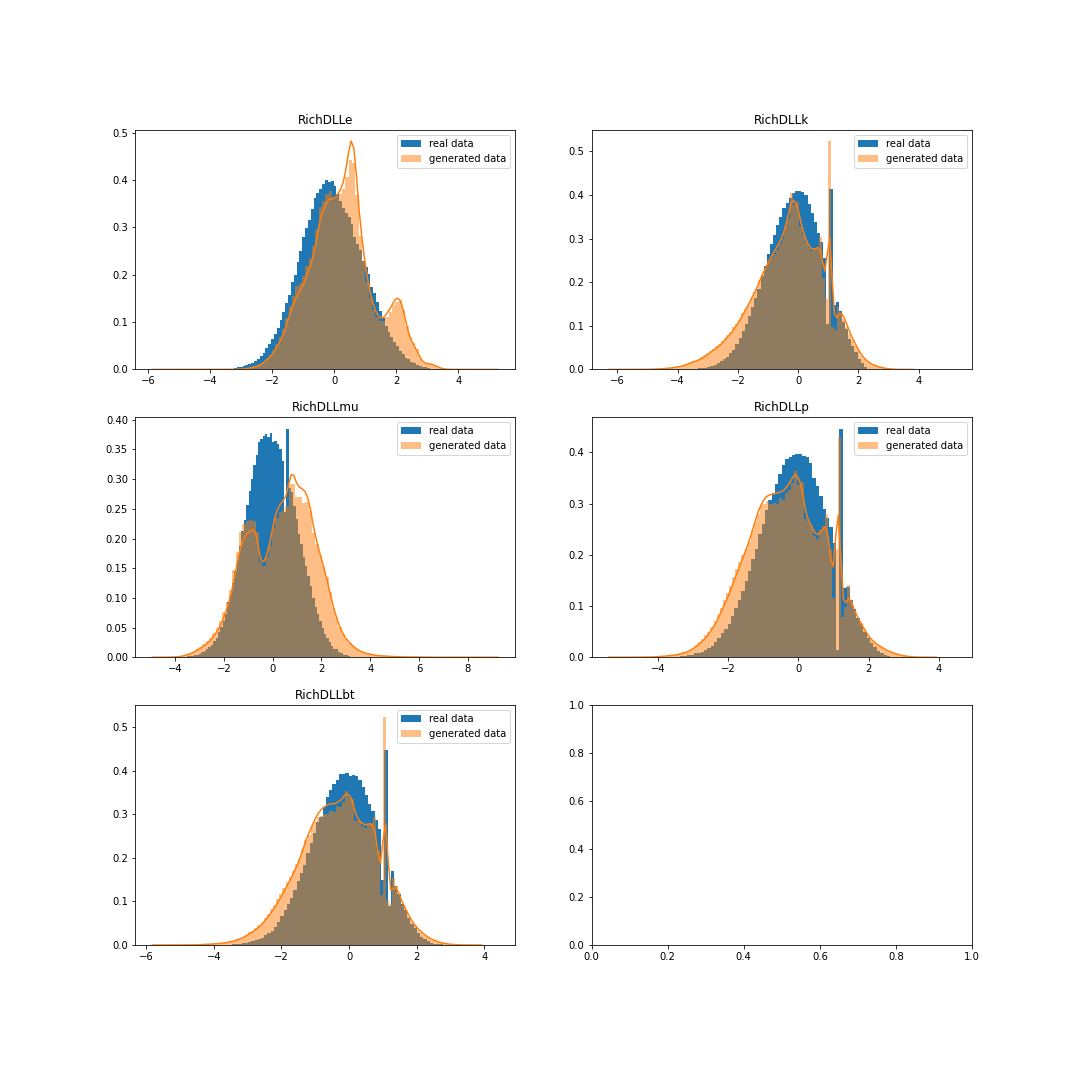 RichDLLe
real data
generated data
0.5
0.4
0.3
0.2
0.1
0.0
−6 −4 −2 0 2 4
RichDLLk
real data
generated data
0.5
0.4
0.3
0.2
0.1
0.0
−6 −4 −2 0 2 4
RichDLLmu
real data
generated data
0.40
0.35
0.30
0.25
0.20
0.15
0.10
0.05
0.00
−4 −2 0 2 4 6 8
RichDLLp
real data
generated data
0.4
0.3
0.2
0.1
0.0
−4 −2 0 2 4
RichDLLbt
real data
generated data
0.5
0.4
0.3
0.2
0.1
0.0
−6 −4 −2 0 2 4
1.0
0.8
0.6
0.4
0.2
0.0
0.0 0.2 0.4 0.6 0.8 1.0